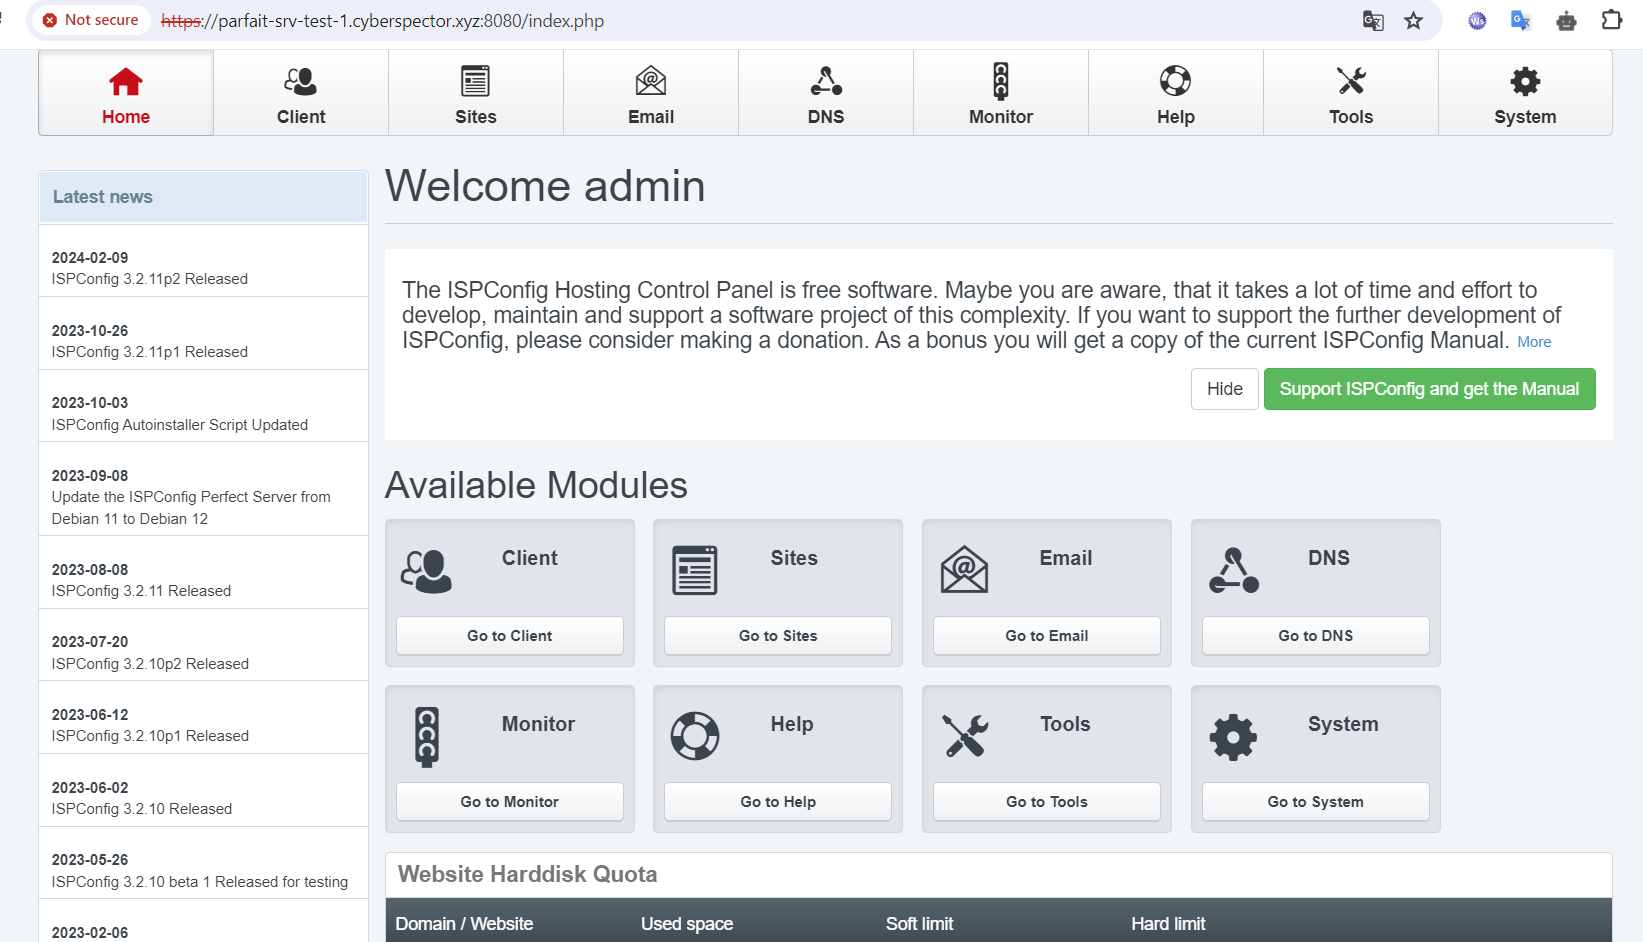 Not secure
https://parfait-srv-test-1.cyberspector.xyz:8080/index.php
Home
Client
Sites
Email
DNS
Monitor
Help
Tools
System
Latest news
2024-02-09
ISPConfig 3.2.11p2 Released
2023-10-26
ISPConfig 3.2.11p1 Released
2023-10-03
ISPConfig Autoinstaller Script Updated
2023-09-08
Update the ISPConfig Perfect Server from
Debian 11 to Debian 12
2023-08-08
ISPConfig 3.2.11 Released
2023-07-20
ISPConfig 3.2.10p2 Released
2023-06-12
ISPConfig 3.2.10p1 Released
2023-06-02
ISPConfig 3.2.10 Released
2023-05-26
ISPConfig 3.2.10 beta 1 Released for testing
2023-02-06
Welcome admin
The ISPConfig Hosting Control Panel is free software. Maybe you are aware, that it takes a lot of time and effort to
develop, maintain and support a software project of this complexity. If you want to support the further development of
ISPConfig, please consider making a donation. As a bonus you will get a copy of the current ISPConfig Manual. More
Hide
Support ISPConfig and get the Manual
Available Modules
Client
Go to Client
Sites
Go to Sites
Email
Go to Email
DNS
Go to DNS
Monitor
Go to Monitor
Help
Go to Help
Tools
Go to Tools
System
Go to System
Website Harddisk Quota
Domain / Website Used space Soft limit Hard limit